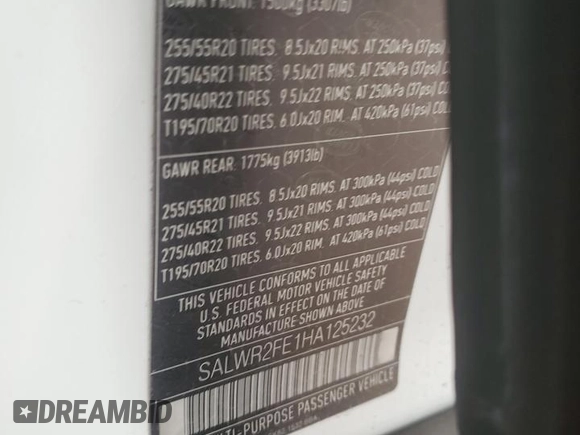 GAWR FRONT: 1500kg (3307lb)
255/55R20 TIRES. 8.5Jx20 RIMS. AT 250kPa (37psi)
275/45R21 TIRES. 9.5Jx21 RIMS. AT 250kPa (37psi) C
275/40R22 TIRES. 9.5Jx22 RIMS. AT 250kPa (37psi) C
T195/70R20 TIRES. 6.0Jx20 RIM. AT 420kPa (61psi) C
GAWR REAR: 1775kg (3913lb)
255/55R20 TIRES. 8.5Jx20 RIMS. AT 300kPa (44psi) COLD
275/45R21 TIRES. 9.5Jx21 RIMS. AT 300kPa (44psi) COLD
275/40R22 TIRES. 9.5Jx22 RIMS. AT 300kPa (44psi) COLD
T195/70R20 TIRES. 6.0Jx20 RIM. AT 420kPa (61psi) COLD
THIS VEHICLE CONFORMS TO ALL APPLICABLE
U.S. FEDERAL MOTOR VEHICLE SAFETY
STANDARDS IN EFFECT ON THE DATE OF
MANUFACTURE SHOWN ABOVE
SALWR2FE1HA125232
MULTI-PURPOSE PASSENGER VEHICLE
DREAMBID